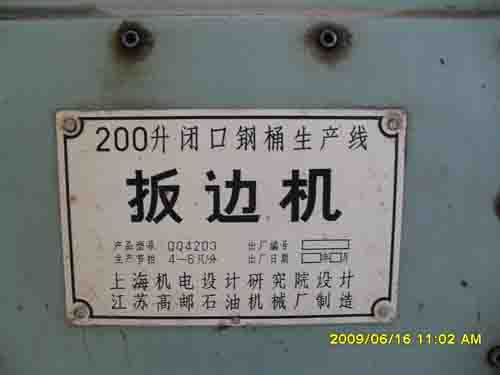 200升闭口钢桶生产线
扳边机
产品型号 QQ4203 出厂编号
生产节拍 4-6只/分 出厂日期 年 月
上海机电设计研究院设计
江苏高邮石油机械厂制造
2009/06/16 11:02 AM